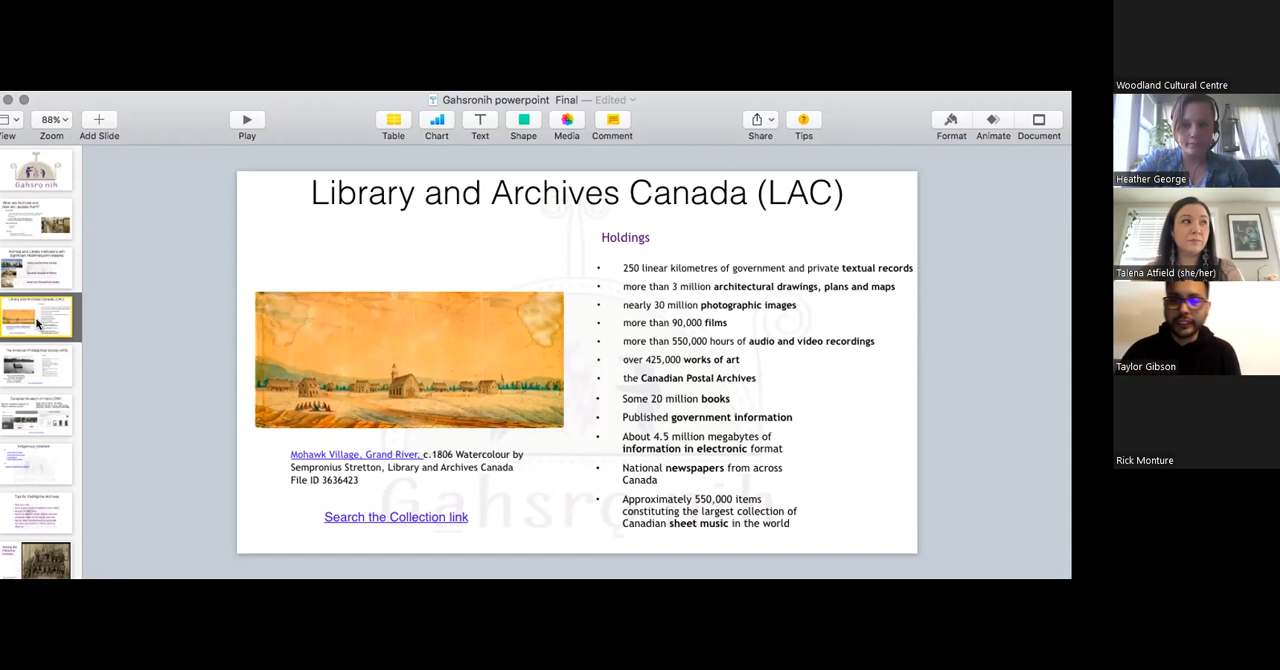 Gahsronih powerpoint Final — Edited
View
88%
Zoom
Add Slide
Play
Table
Chart
Text
Shape
Media
Comment
Share
Tips
Format
Animate
Document
Gahsronih
Library and Archives Canada (LAC)
Holdings
• 250 linear kilometres of government and private textual records
• more than 3 million architectural drawings, plans and maps
• nearly 30 million photographic images
• more than 90,000 films
• more than 550,000 hours of audio and video recordings
• over 425,000 works of art
• the Canadian Postal Archives
• Some 20 million books
• Published government information
• About 4.5 million megabytes of
information in electronic format
• National newspapers from across
Canada
• Approximately 550,000 items
constituting the largest collection of
Canadian sheet music in the world
Mohawk Village, Grand River, c.1806 Watercolour by
Sempronius Stretton, Library and Archives Canada
File ID 3636423
Search the Collection link
Woodland Cultural Centre
Heather George
Talena Atfield (she/her)
Taylor Gibson
Rick Monture